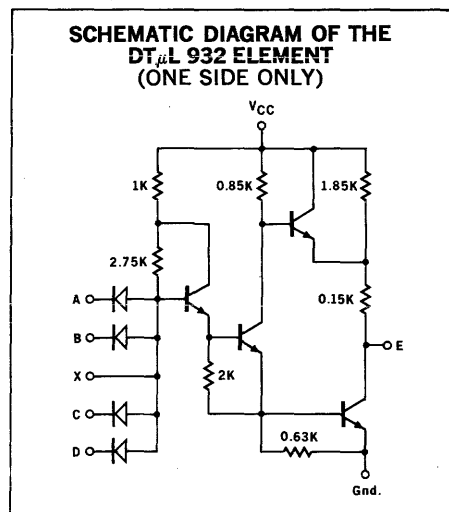 SCHEMATIC DIAGRAM OF THE
DTμL 932 ELEMENT
(ONE SIDE ONLY)
VCC
1K
0.85K
1.85K
2.75K
0.15K
A
B
X
C
D
E
2K
0.63K
Gnd.